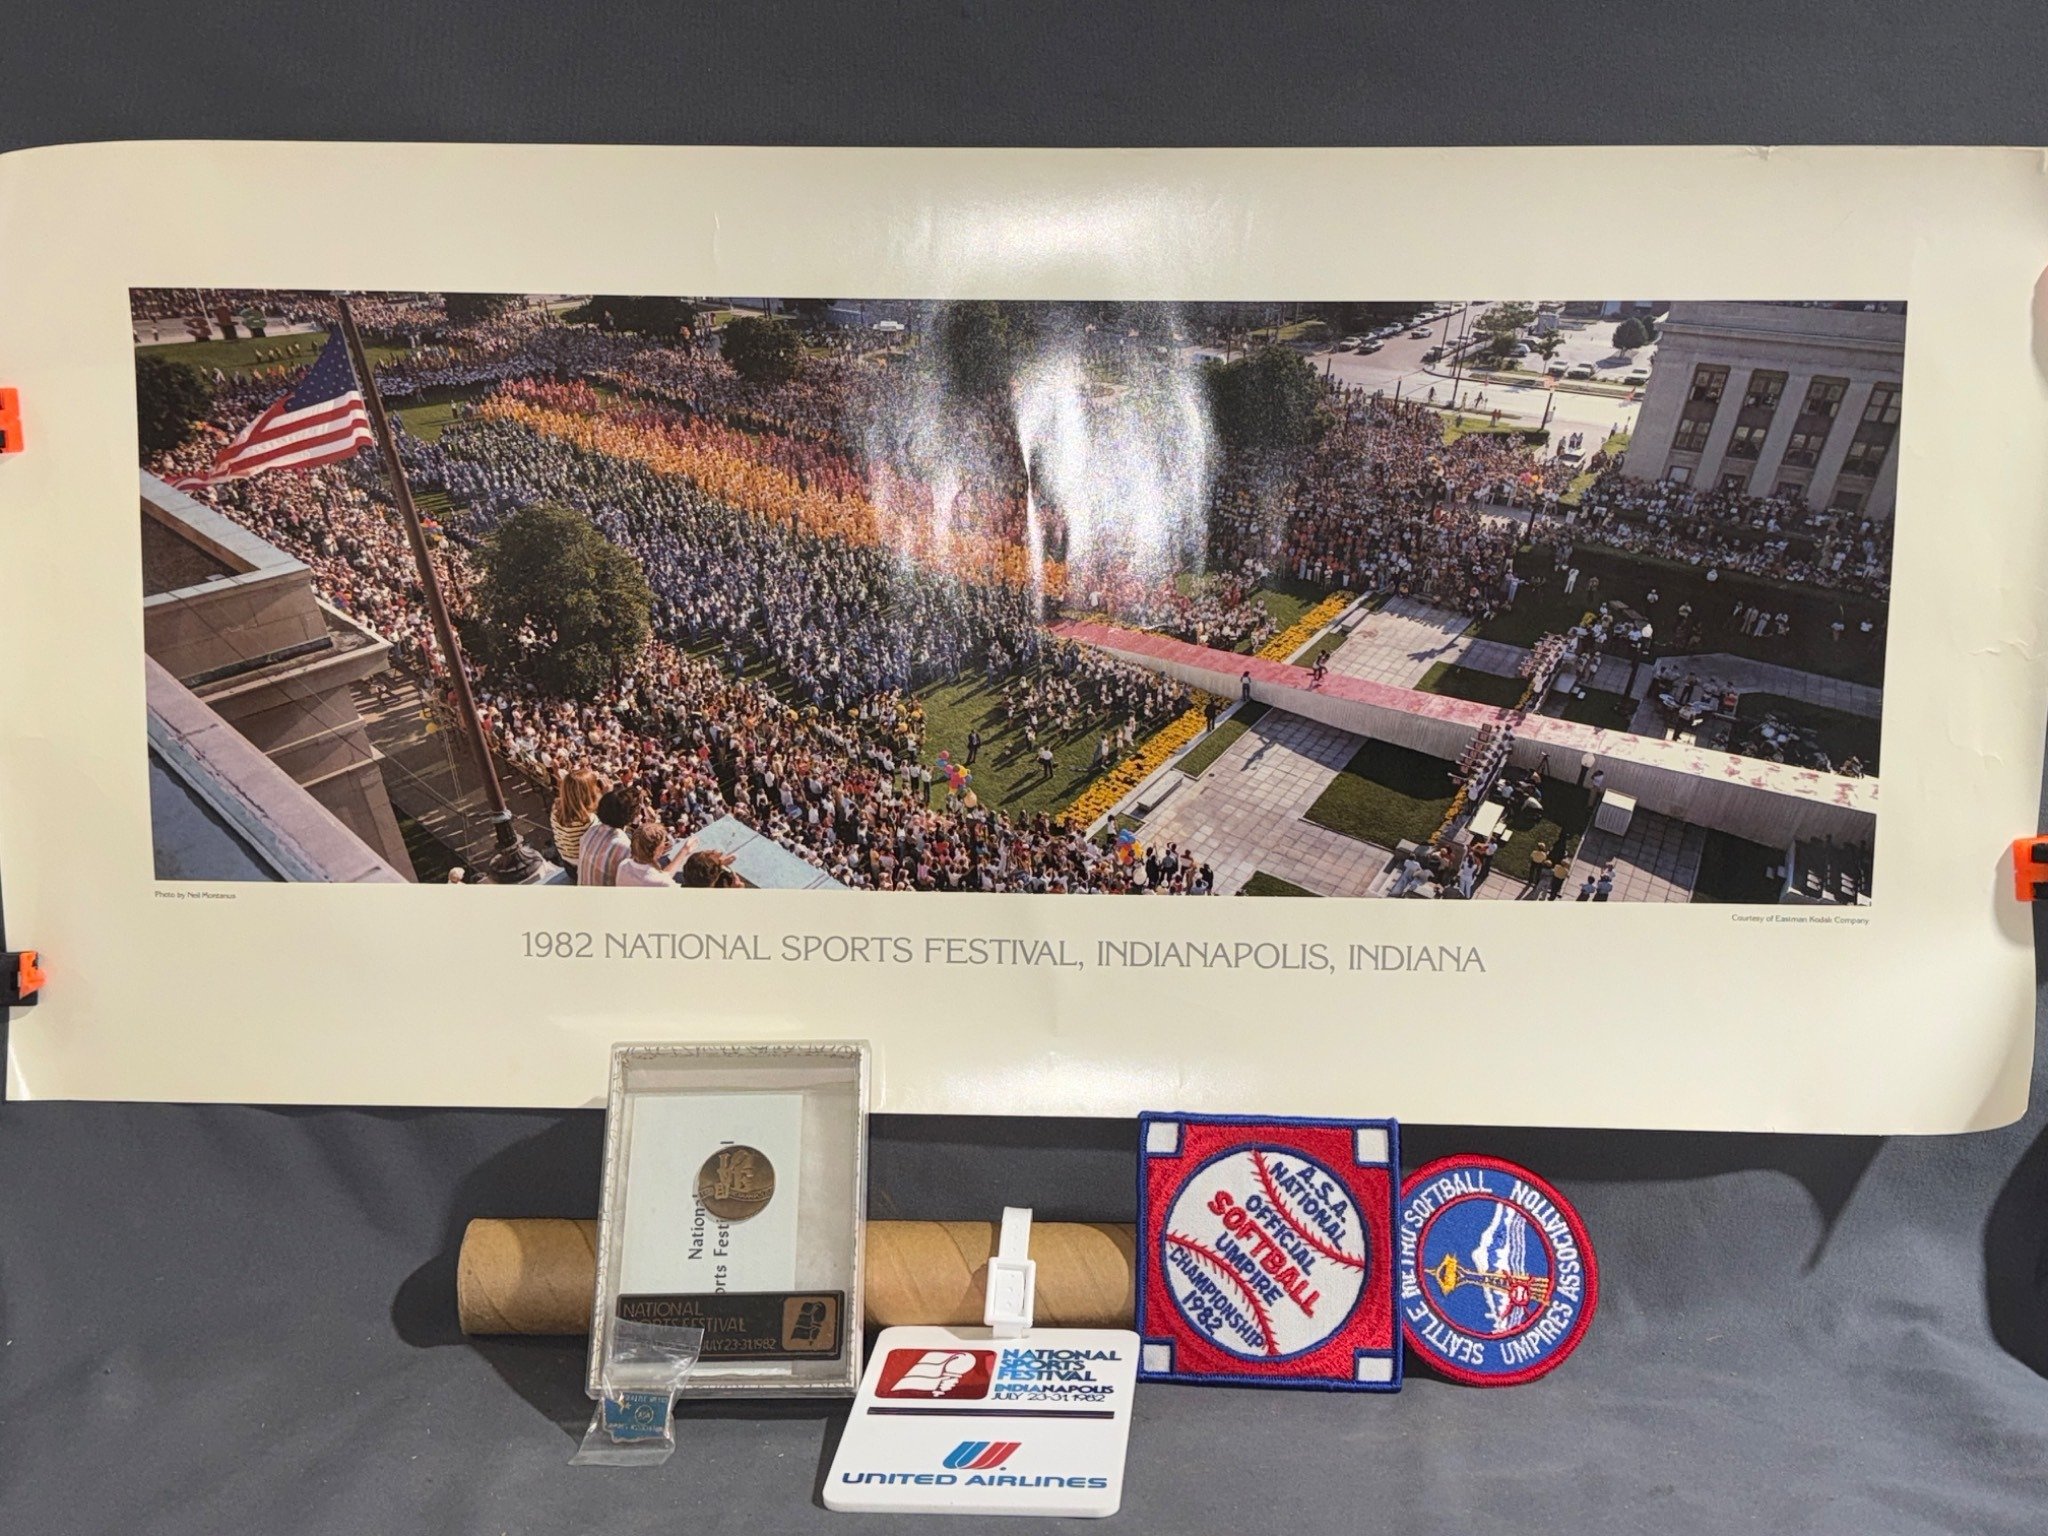 Photo by Neil Montanus
Courtesy of Eastman Kodak Company
1982 NATIONAL SPORTS FESTIVAL, INDIANAPOLIS, INDIANA
National
Sports Festival
INDIANAPOLIS
NATIONAL
SPORTS FESTIVAL
JULY 23-31, 1982
ASA
NATIONAL
SPORTS
FESTIVAL
INDIANAPOLIS
JULY 23-31, 1982
UNITED AIRLINES
A.S.A.
NATIONAL
OFFICIAL
SOFTBALL
UMPIRE
CHAMPIONSHIP
1982
SEATTLE METRO SOFTBALL
UMPIRES ASSOCIATION